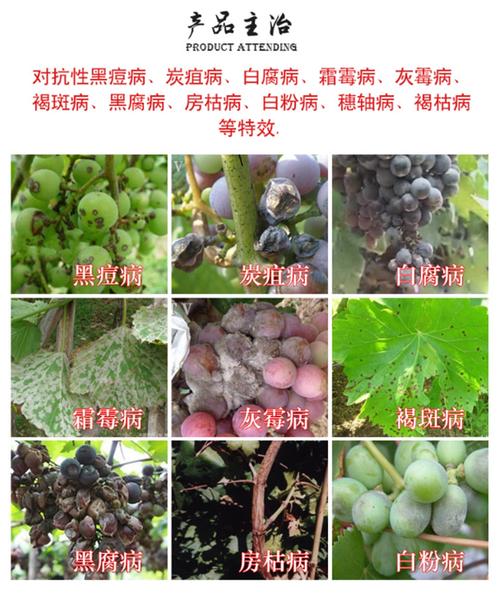 产品主治
PRODUCT ATTENDING
对抗性黑痘病、炭疽病、白腐病、霜霉病、灰霉病、
褐斑病、黑腐病、房枯病、白粉病、穗轴病、褐枯病
等特效.
黑痘病
炭疽病
白腐病
霜霉病
灰霉病
褐斑病
黑腐病
房枯病
白粉病